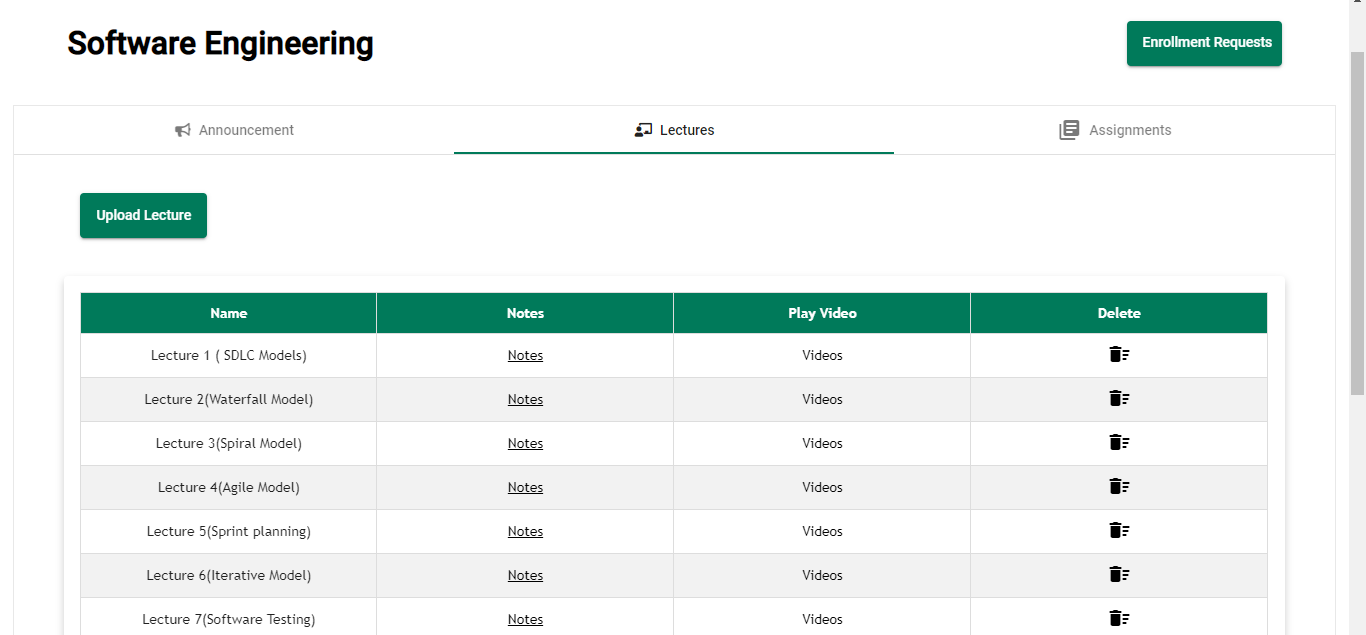 Software Engineering
Enrollment Requests
Announcement
Lectures
Assignments
Upload Lecture
Name Notes Play Video Delete
Lecture 1 ( SDLC Models) Notes Videos
Lecture 2(Waterfall Model) Notes Videos
Lecture 3(Spiral Model) Notes Videos
Lecture 4(Agile Model) Notes Videos
Lecture 5(Sprint planning) Notes Videos
Lecture 6(Iterative Model) Notes Videos
Lecture 7(Software Testing) Notes Videos